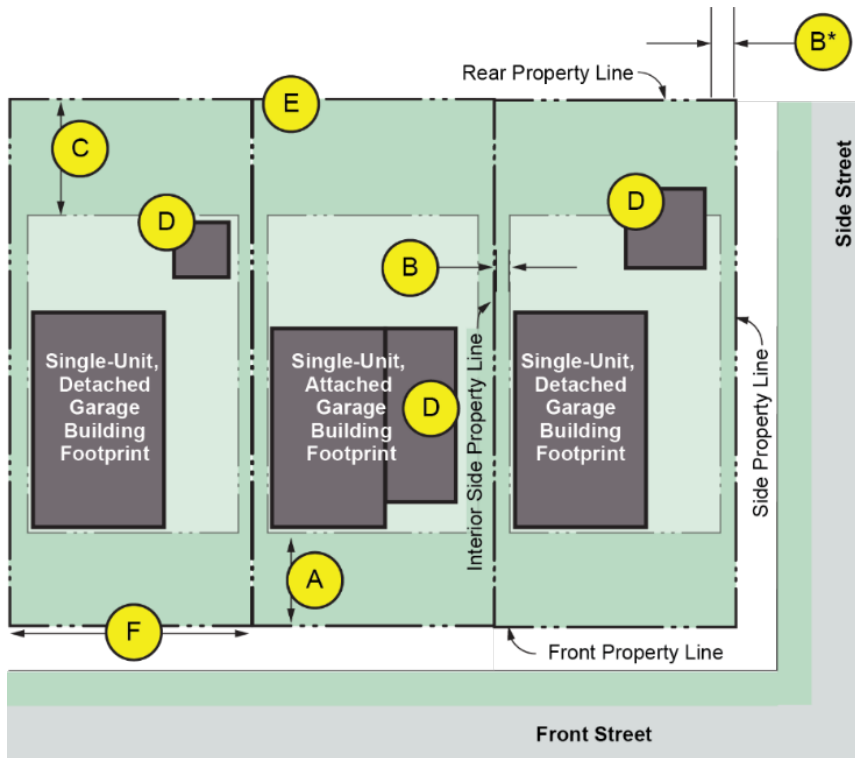 B*
Rear Property Line
E
C
Side Street
D
D
B
Single-Unit,
Detached
Garage
Building
Footprint
Single-Unit,
Attached
Garage
Building
Footprint
D
Interior Side Property Line
Single-Unit,
Detached
Garage
Building
Footprint
Side Property Line
A
F
Front Property Line
Front Street